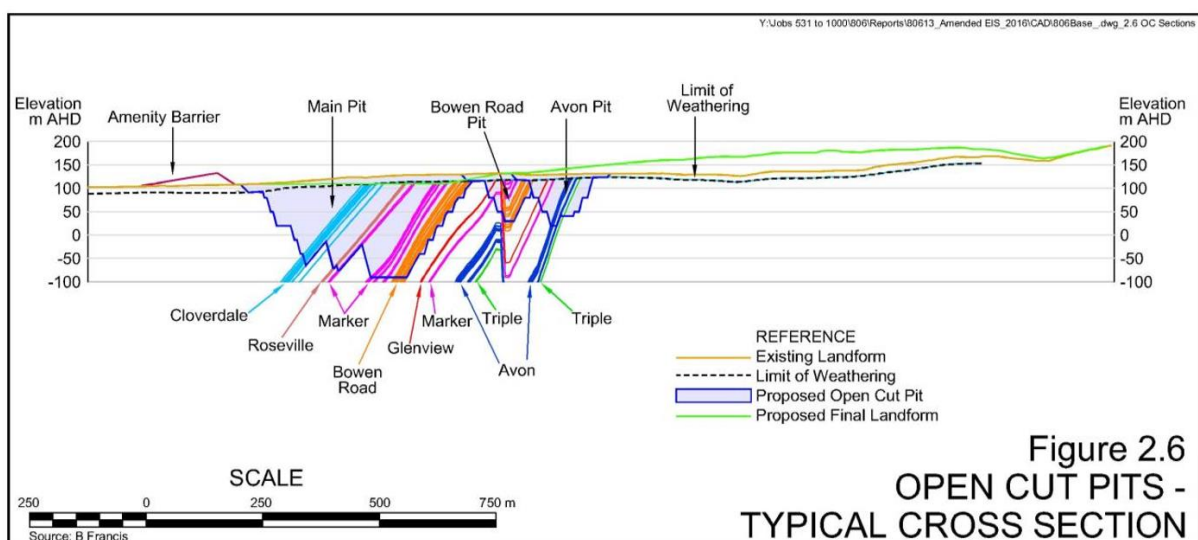 Y:\Jobs 531 to 1000\806\Reports\80613_Amended EIS_2016\CAD\806Base_.dwg_2.6 OC Sections
Elevation
m AHD
Amenity Barrier
Main Pit
Bowen Road
Pit
Avon Pit
Limit of
Weathering
Elevation
m AHD
200
150
100
50
0
-50
-100
200
150
100
50
0
-50
-100
Cloverdale
Roseville
Marker
Bowen
Road
Glenview
Marker
Triple
Avon
Triple
REFERENCE
Existing Landform
Limit of Weathering
Proposed Open Cut Pit
Proposed Final Landform
SCALE
250 0 250 500 750 m
Source: B Francis
Figure 2.6
OPEN CUT PITS -
TYPICAL CROSS SECTION